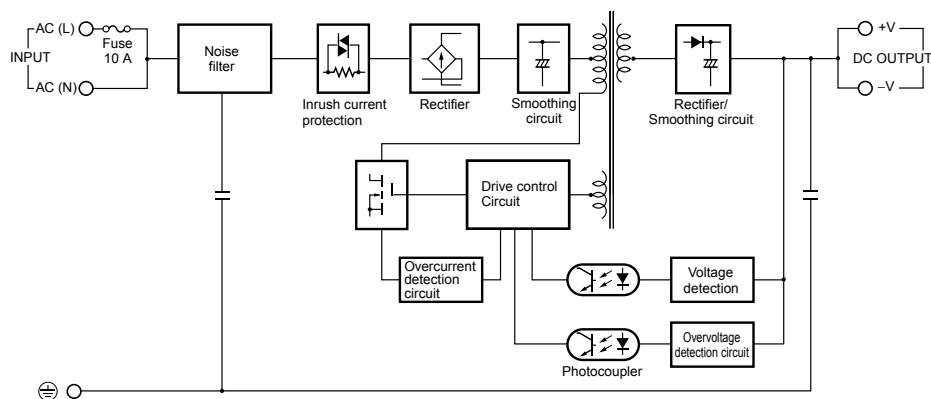 AC (L)
Fuse
10 A
INPUT
AC (N)
Noise
filter
Inrush current
protection
Rectifier
Smoothing
circuit
Rectifier/
Smoothing circuit
+V
DC OUTPUT
−V
Drive control
Circuit
Overcurrent
detection
circuit
Voltage
detection
Overvoltage
detection circuit
Photocoupler